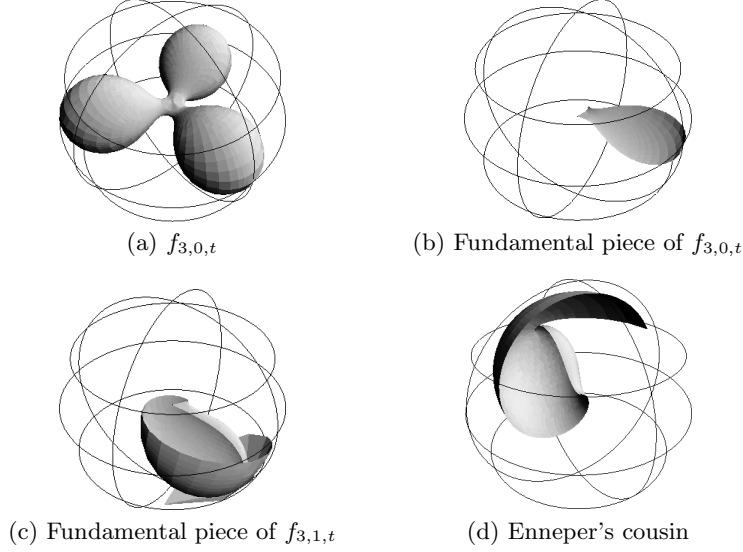 (a) f₃,₀,ₜ
(b) Fundamental piece of f₃,₀,ₜ
(c) Fundamental piece of f₃,₁,ₜ
(d) Enneper's cousin